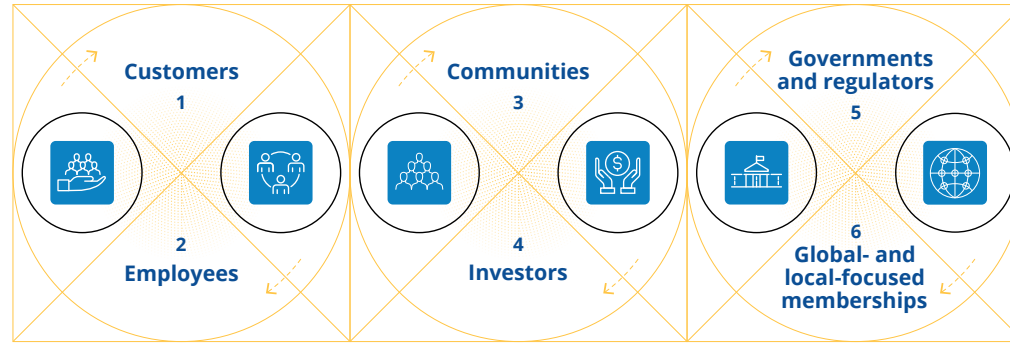 Customers
1
2
Employees
Communities
3
4
Investors
Governments
and regulators
5
6
Global- and
local-focused
memberships